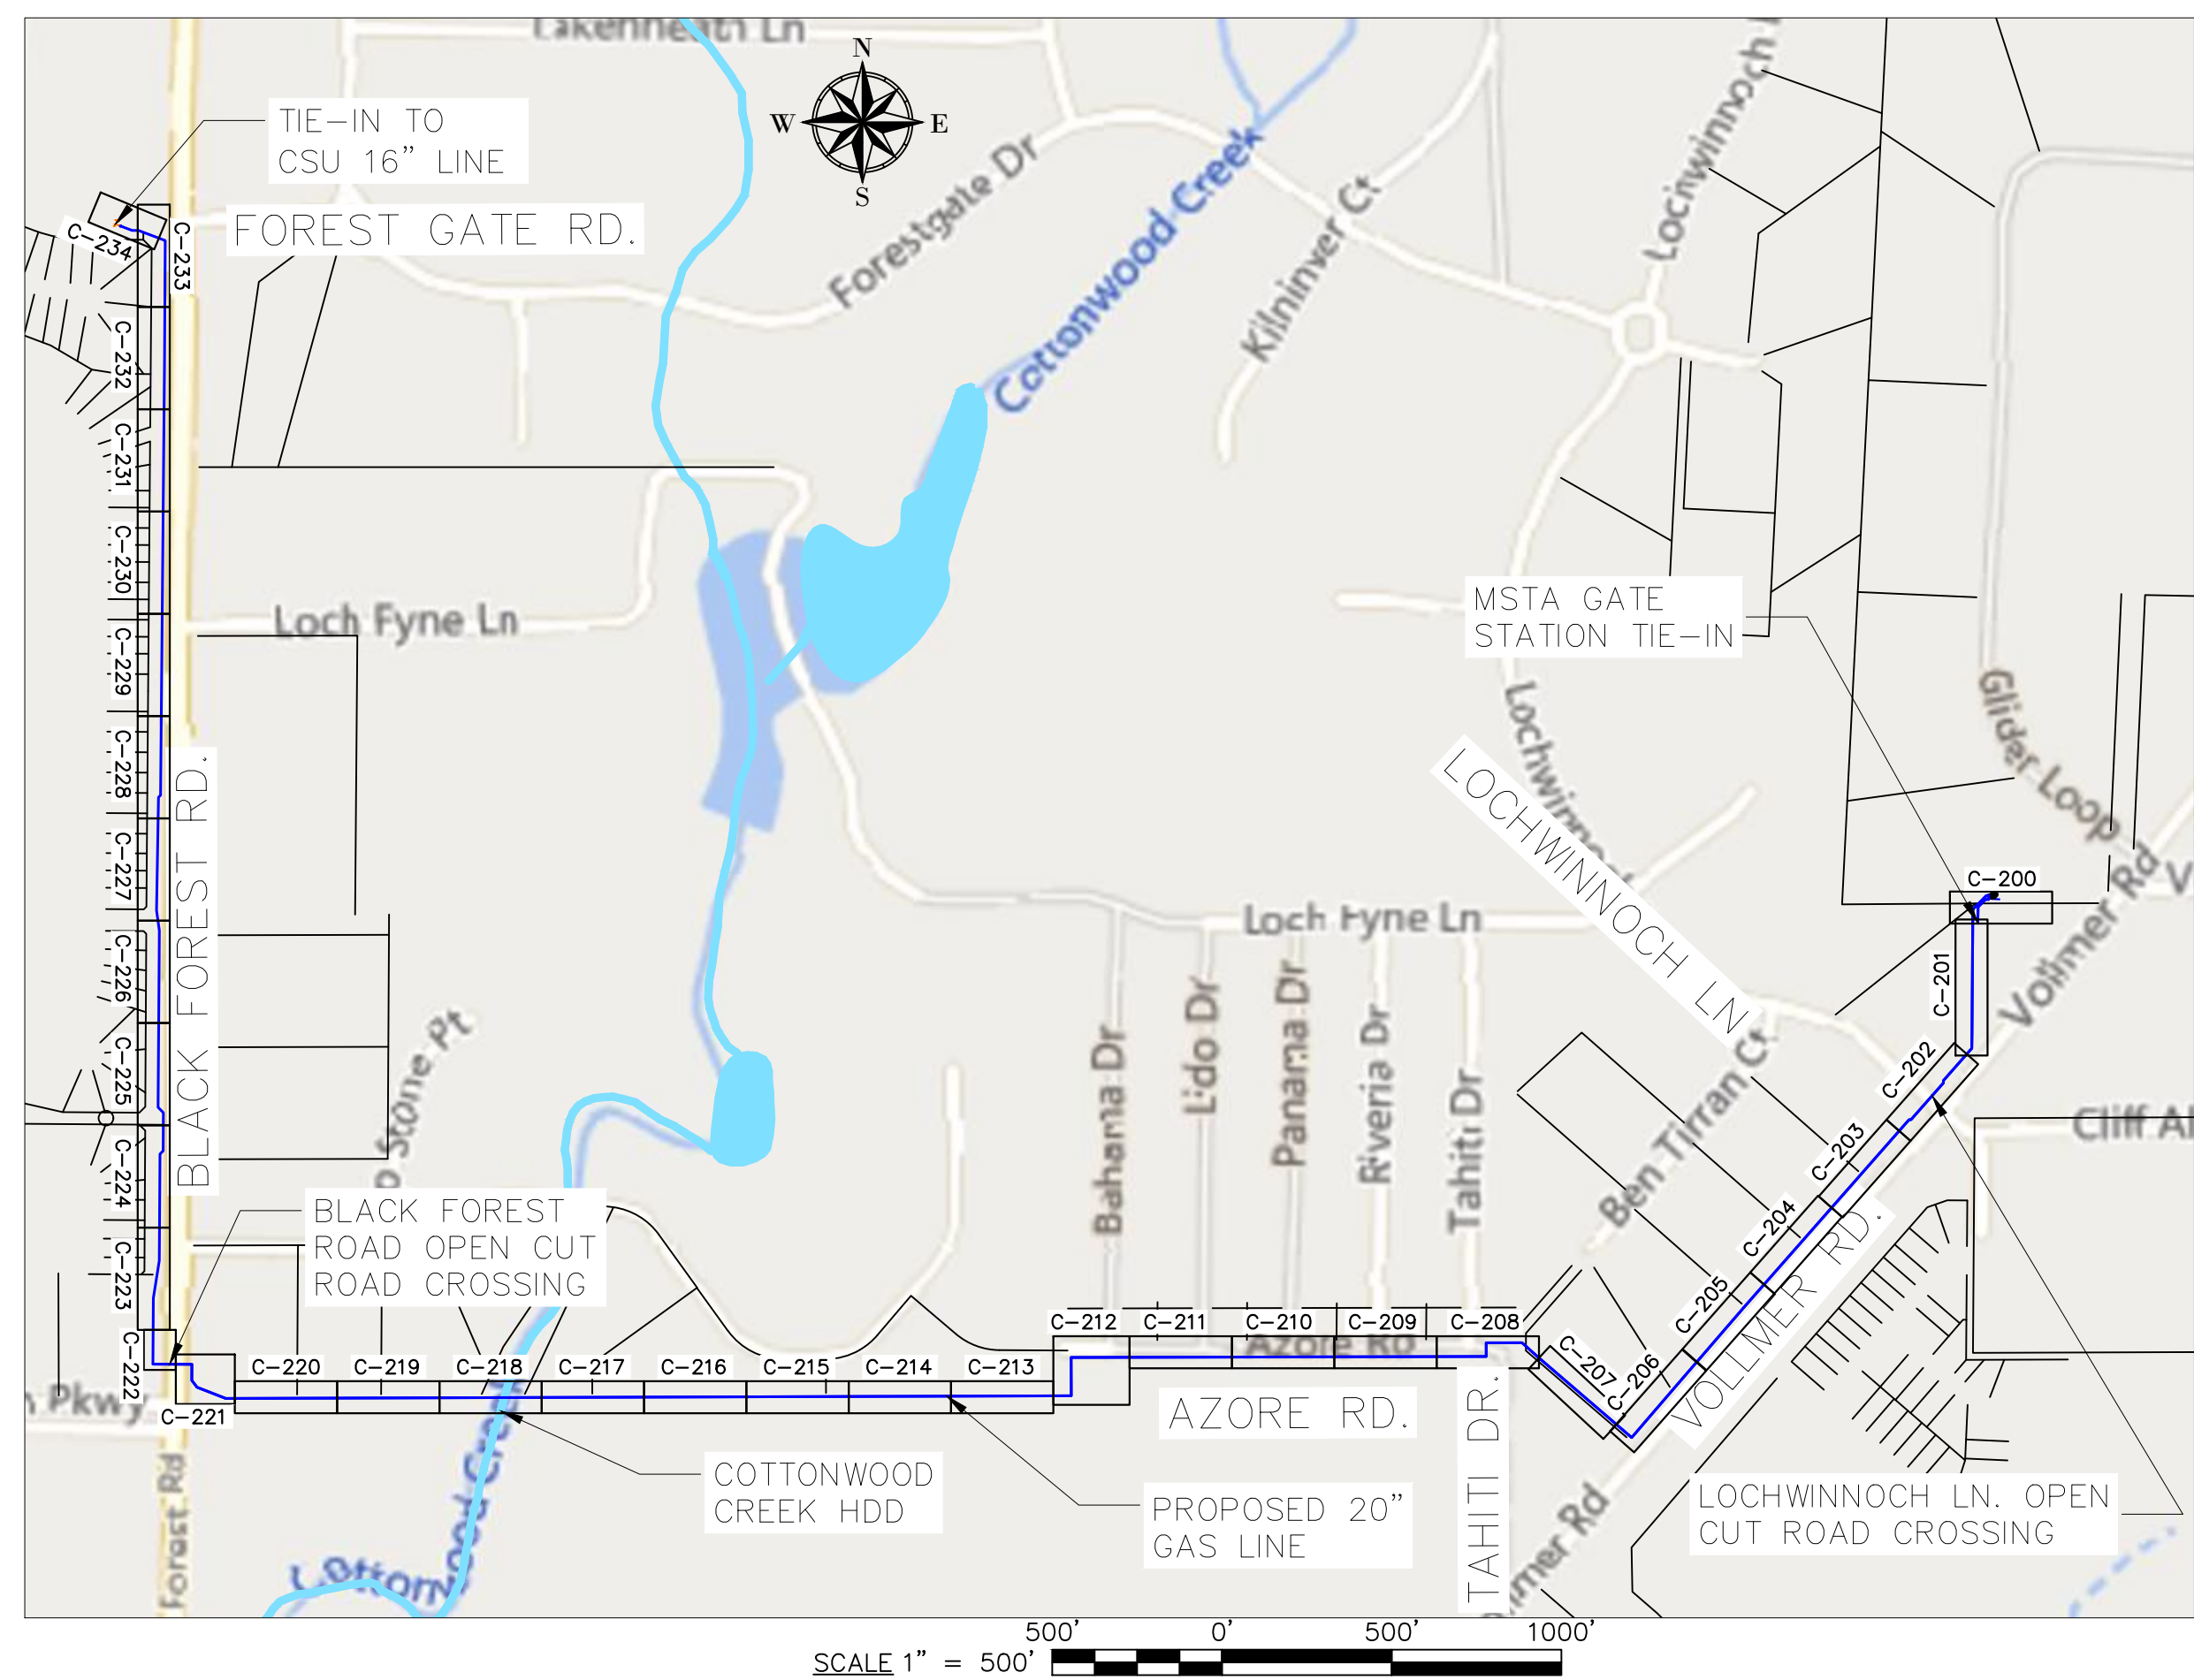 Lakenheath Ln
N
W
E
S
TIE-IN TO
CSU 16" LINE
FOREST GATE RD.
Forestgate Dr
Cottonwood Creek
Kilninver Ct
C-234
C-233
C-232
C-231
C-230
C-229
C-228
C-227
C-226
C-225
C-224
C-223
C-222
C-221
Loch Fyne Ln
MSTA GATE
STATION TIE-IN
Glider Loop
LOCHWINNOCH LN.
BLACK FOREST RD.
C-200
C-201
Vollmer Rd
Loch Fyne Ln
Stone Pt
Bahama Dr
Lido Dr
Panama Dr
Riveria Dr
Tahiti Dr
Ben Tirran Ct
C-202
C-203
C-204
C-205
C-206
C-207
VOLLMER RD.
BLACK FOREST
ROAD OPEN CUT
ROAD CROSSING
C-220
C-219
C-218
C-217
C-216
C-215
C-214
C-213
C-212
C-211
C-210
C-209
C-208
Azore Rd
AZORE RD.
TAHITI DR.
Pkwy
Forest Rd
COTTONWOOD
CREEK HDD
PROPOSED 20"
GAS LINE
LOCHWINNOCH LN. OPEN
CUT ROAD CROSSING
500' 0' 500' 1000'
SCALE 1" = 500'